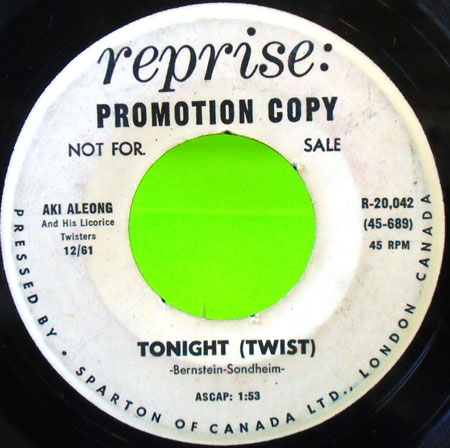 reprise:
PROMOTION COPY
NOT FOR SALE
AKI ALEONG
And His Licorice
Twisters
12/61
R-20,042
(45-689)
45 RPM
TONIGHT (TWIST)
-Bernstein-Sondheim-
ASCAP: 1:53
PRESSED BY • SPARTON OF CANADA LTD., LONDON CANADA